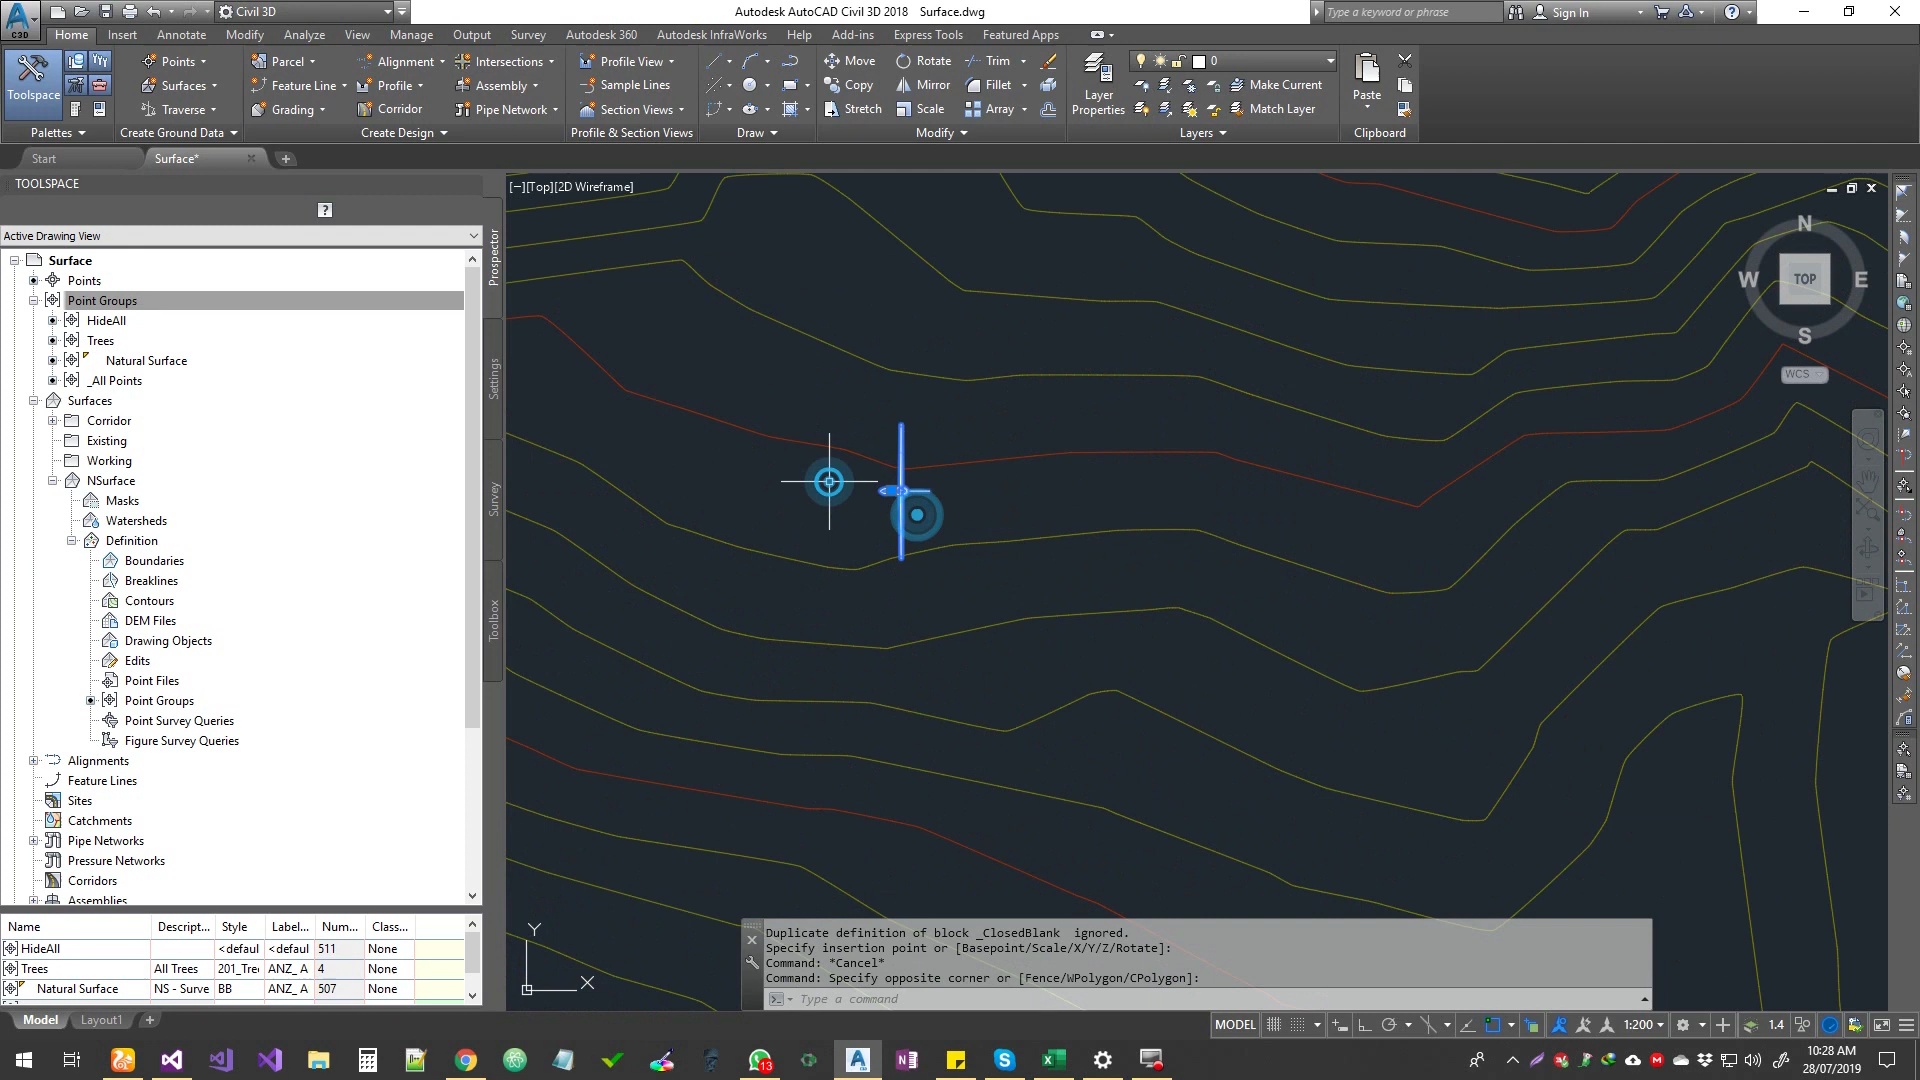 Civil 3D
Autodesk AutoCAD Civil 3D 2018 Surface.dwg
Type a keyword or phrase
Sign In
C3D
Home Insert Annotate Modify Analyze View Manage Output Survey Autodesk 360 Autodesk InfraWorks Help Add-ins Express Tools Featured Apps
Toolspace
Points
Surfaces
Traverse
Parcel
Feature Line
Grading
Alignment
Profile
Corridor
Intersections
Assembly
Pipe Network
Profile View
Sample Lines
Section Views
Move
Copy
Stretch
Rotate
Mirror
Scale
Trim
Fillet
Array
Layer
Properties
0
Make Current
Match Layer
Paste
Palettes
Create Ground Data
Create Design
Profile & Section Views
Draw
Modify
Layers
Clipboard
Start
Surface*
TOOLSPACE
[−][Top][2D Wireframe]
Active Drawing View
Prospector
Settings
Survey
Toolbox
Surface
Points
Point Groups
HideAll
Trees
Natural Surface
_All Points
Surfaces
Corridor
Existing
Working
NSurface
Masks
Watersheds
Definition
Boundaries
Breaklines
Contours
DEM Files
Drawing Objects
Edits
Point Files
Point Groups
Point Survey Queries
Figure Survey Queries
Alignments
Feature Lines
Sites
Catchments
Pipe Networks
Pressure Networks
Corridors
Assemblies
N
W TOP E
S
WCS
Name Descript... Style Label... Num... Class...
HideAll <defaul <defaul 511 None
Trees All Trees 201_Tre ANZ_ A 4 None
Natural Surface NS - Surve BB ANZ_ A 507 None
Y
X
Duplicate definition of block _ClosedBlank ignored.
Specify insertion point or [Basepoint/Scale/X/Y/Z/Rotate]:
Command: *Cancel*
Command: Specify opposite corner or [Fence/WPolygon/CPolygon]:
Type a command
Model Layout1
MODEL
1:200
1.4
13
10:28 AM
28/07/2019